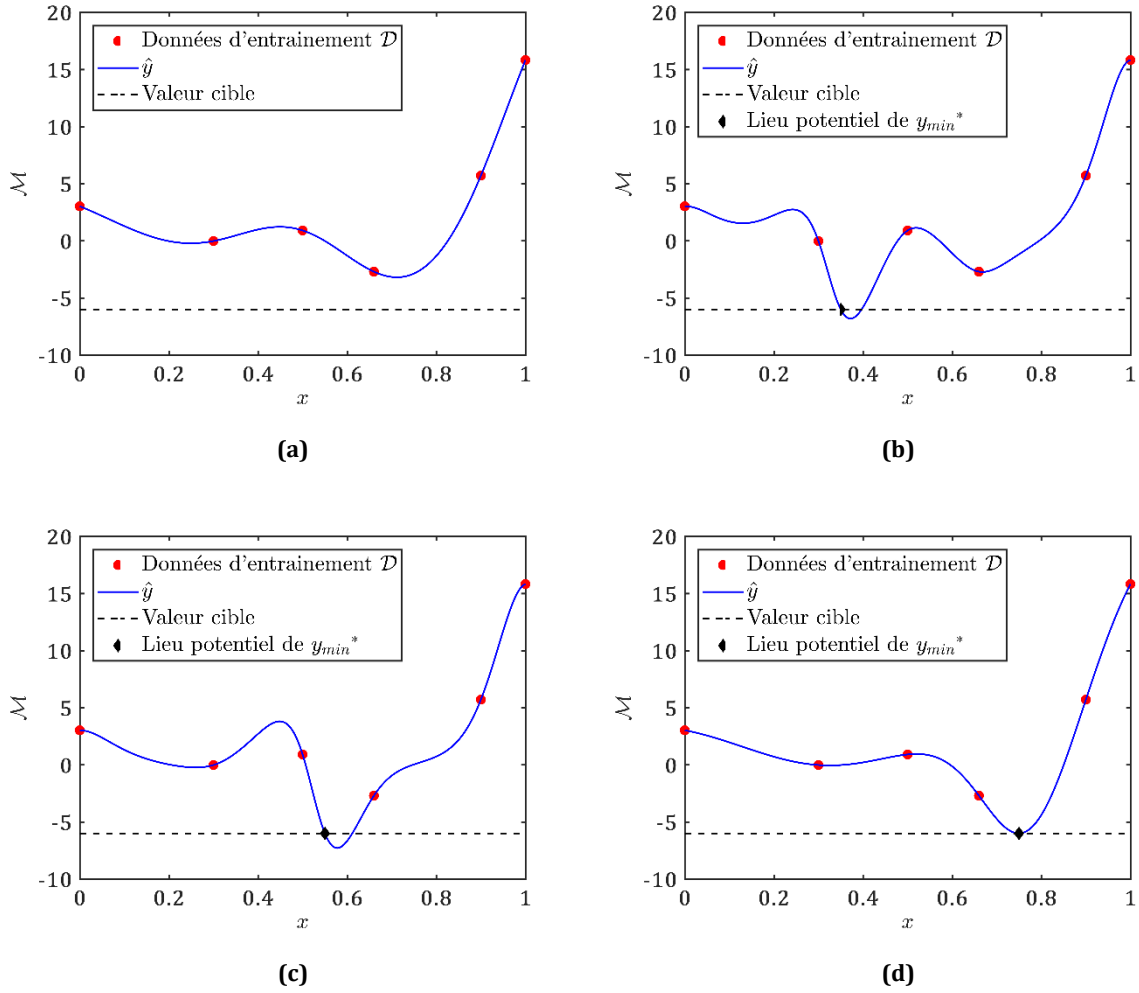 20
15
10
5
0
-5
-10
ℳ
Données d'entrainement 𝒟
ŷ
Valeur cible
0 0.2 0.4 0.6 0.8 1
x
(a)
20
15
10
5
0
-5
-10
ℳ
Données d'entrainement 𝒟
ŷ
Valeur cible
Lieu potentiel de y_min*
0 0.2 0.4 0.6 0.8 1
x
(b)
20
15
10
5
0
-5
-10
ℳ
Données d'entrainement 𝒟
ŷ
Valeur cible
Lieu potentiel de y_min*
0 0.2 0.4 0.6 0.8 1
x
(c)
20
15
10
5
0
-5
-10
ℳ
Données d'entrainement 𝒟
ŷ
Valeur cible
Lieu potentiel de y_min*
0 0.2 0.4 0.6 0.8 1
x
(d)